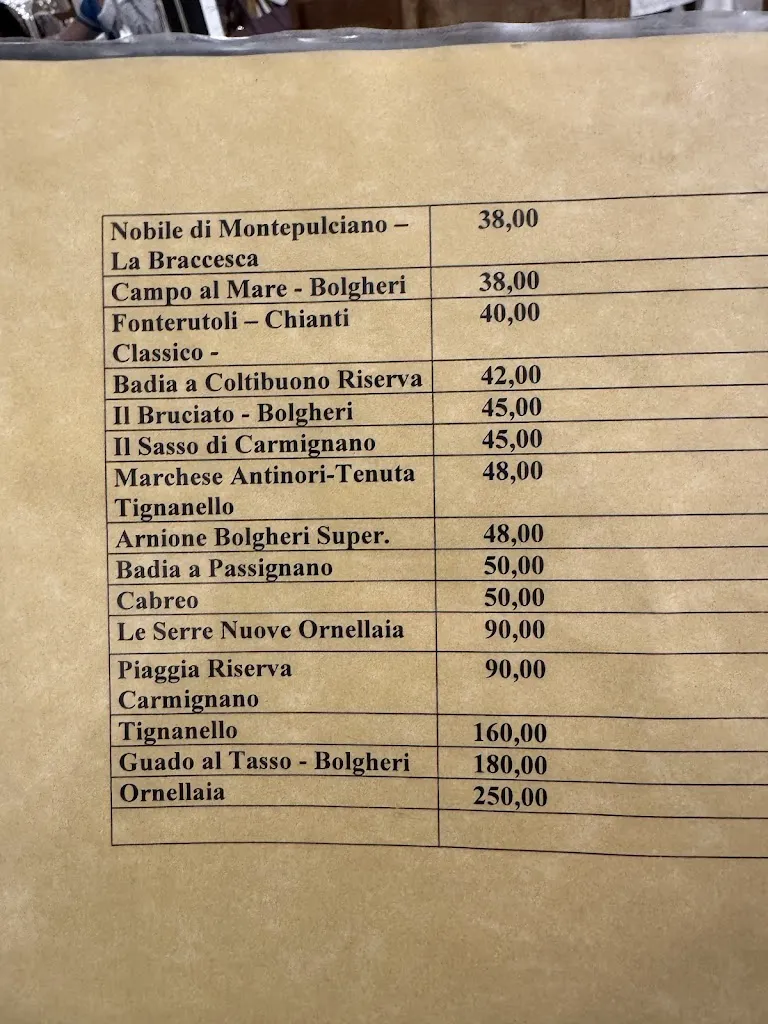 Nobile di Montepulciano – 38,00
La Braccesca
Campo al Mare - Bolgheri 38,00
Fonterutoli – Chianti 40,00
Classico -
Badia a Coltibuono Riserva 42,00
Il Bruciato - Bolgheri 45,00
Il Sasso di Carmignano 45,00
Marchese Antinori-Tenuta 48,00
Tignanello
Arnione Bolgheri Super. 48,00
Badia a Passignano 50,00
Cabreo 50,00
Le Serre Nuove Ornellaia 90,00
Piaggia Riserva 90,00
Carmignano
Tignanello 160,00
Guado al Tasso - Bolgheri 180,00
Ornellaia 250,00